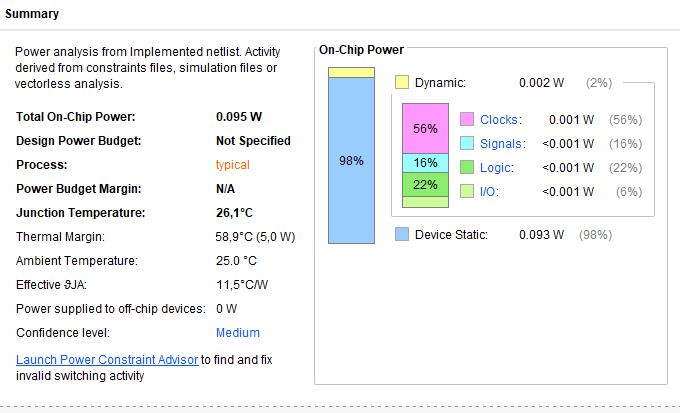 Summary
Power analysis from Implemented netlist. Activity
derived from constraints files, simulation files or
vectorless analysis.
Total On-Chip Power: 0.095 W
Design Power Budget: Not Specified
Process: typical
Power Budget Margin: N/A
Junction Temperature: 26,1°C
Thermal Margin: 58,9°C (5,0 W)
Ambient Temperature: 25.0 °C
Effective ϑJA: 11,5°C/W
Power supplied to off-chip devices: 0 W
Confidence level: Medium
Launch Power Constraint Advisor to find and fix
invalid switching activity
On-Chip Power
98%
Dynamic: 0.002 W (2%)
56%
16%
22%
Clocks: 0.001 W (56%)
Signals: <0.001 W (16%)
Logic: <0.001 W (22%)
I/O: <0.001 W (6%)
Device Static: 0.093 W (98%)